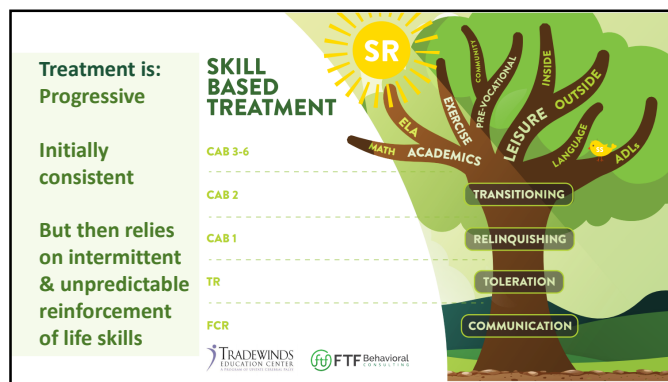 Treatment is:
Progressive
Initially
consistent
But then relies
on intermittent
& unpredictable
reinforcement
of life skills
SKILL
BASED
TREATMENT
CAB 3-6
CAB 2
CAB 1
TR
FCR
SR
COMMUNITY
PRE-VOCATIONAL
INSIDE
OUTSIDE
EXERCISE
LEISURE
ELA
MATH
ACADEMICS
LANGUAGE
SS
ADLs
TRANSITIONING
RELINQUISHING
TOLERATION
COMMUNICATION
TRADEWINDS
EDUCATION CENTER
FTF Behavioral
CONSULTING